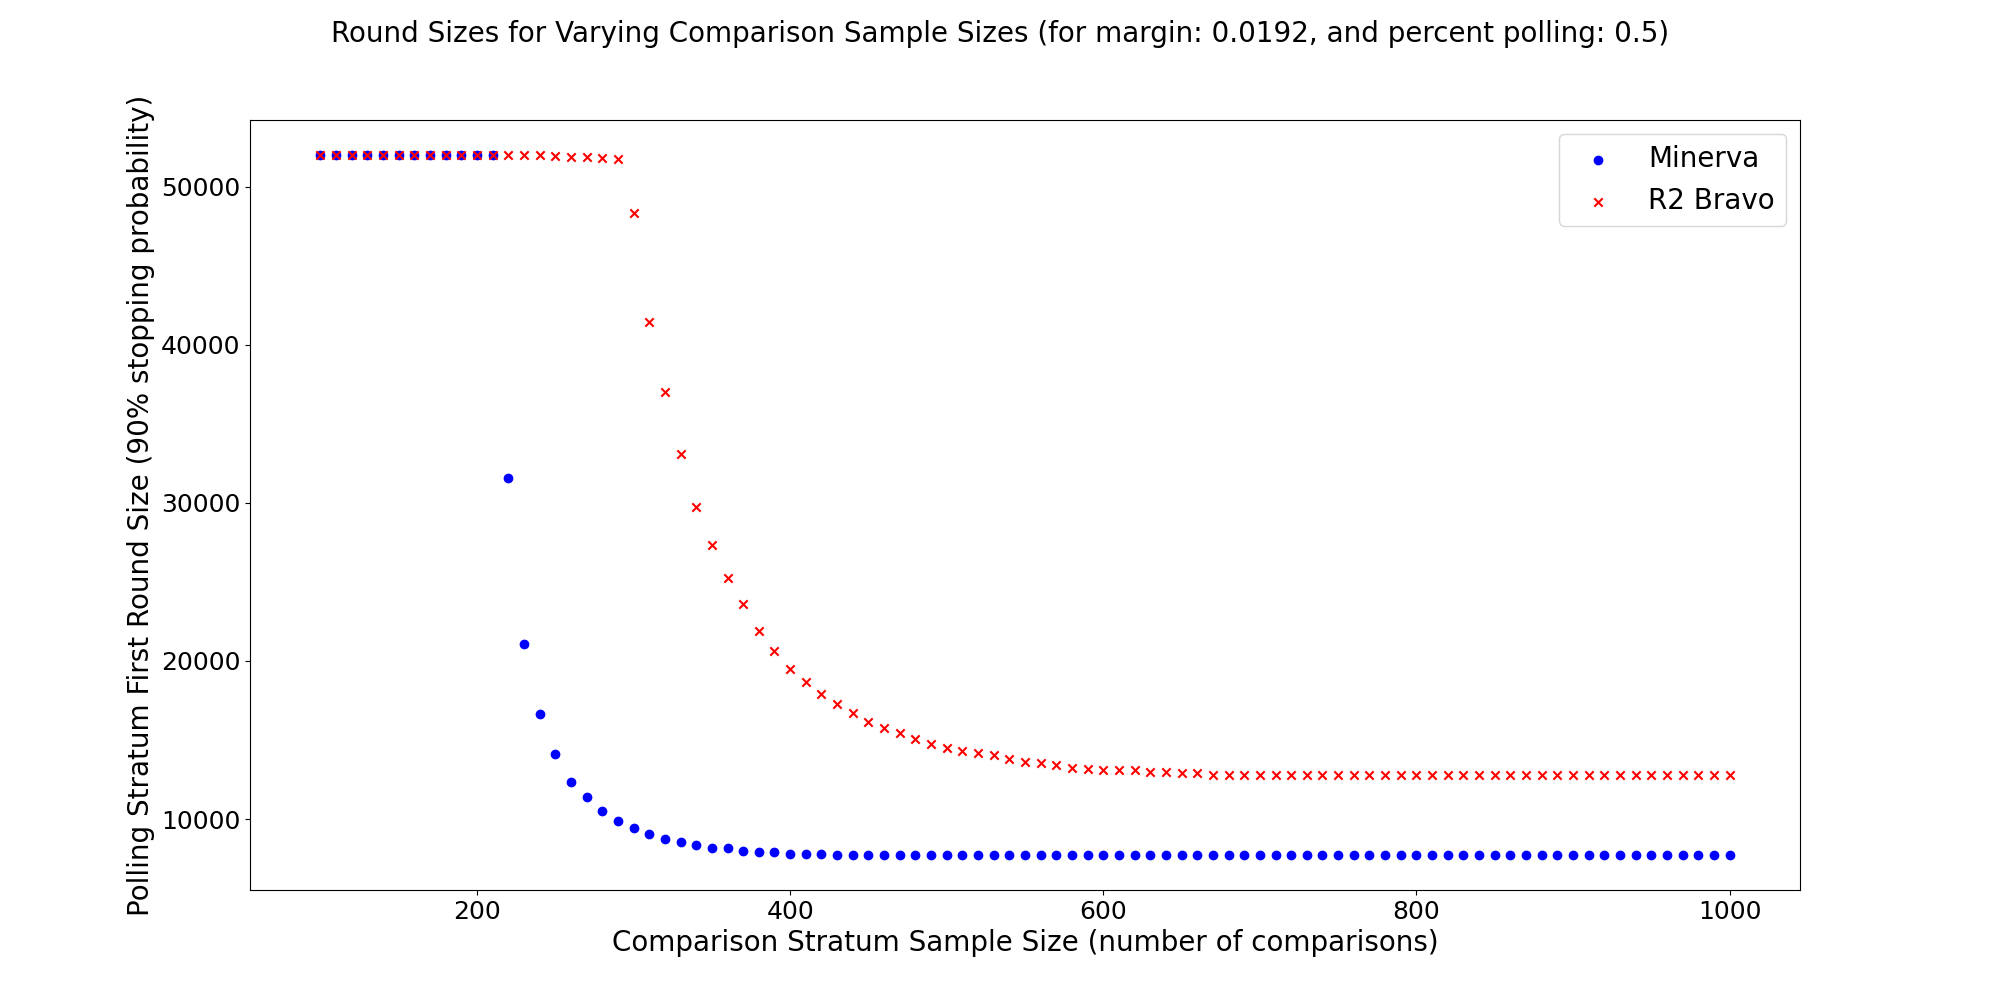 Round Sizes for Varying Comparison Sample Sizes (for margin: 0.0192, and percent polling: 0.5)
Polling Stratum First Round Size (90% stopping probability)
50000
40000
30000
20000
10000
Minerva
R2 Bravo
200
400
600
800
1000
Comparison Stratum Sample Size (number of comparisons)